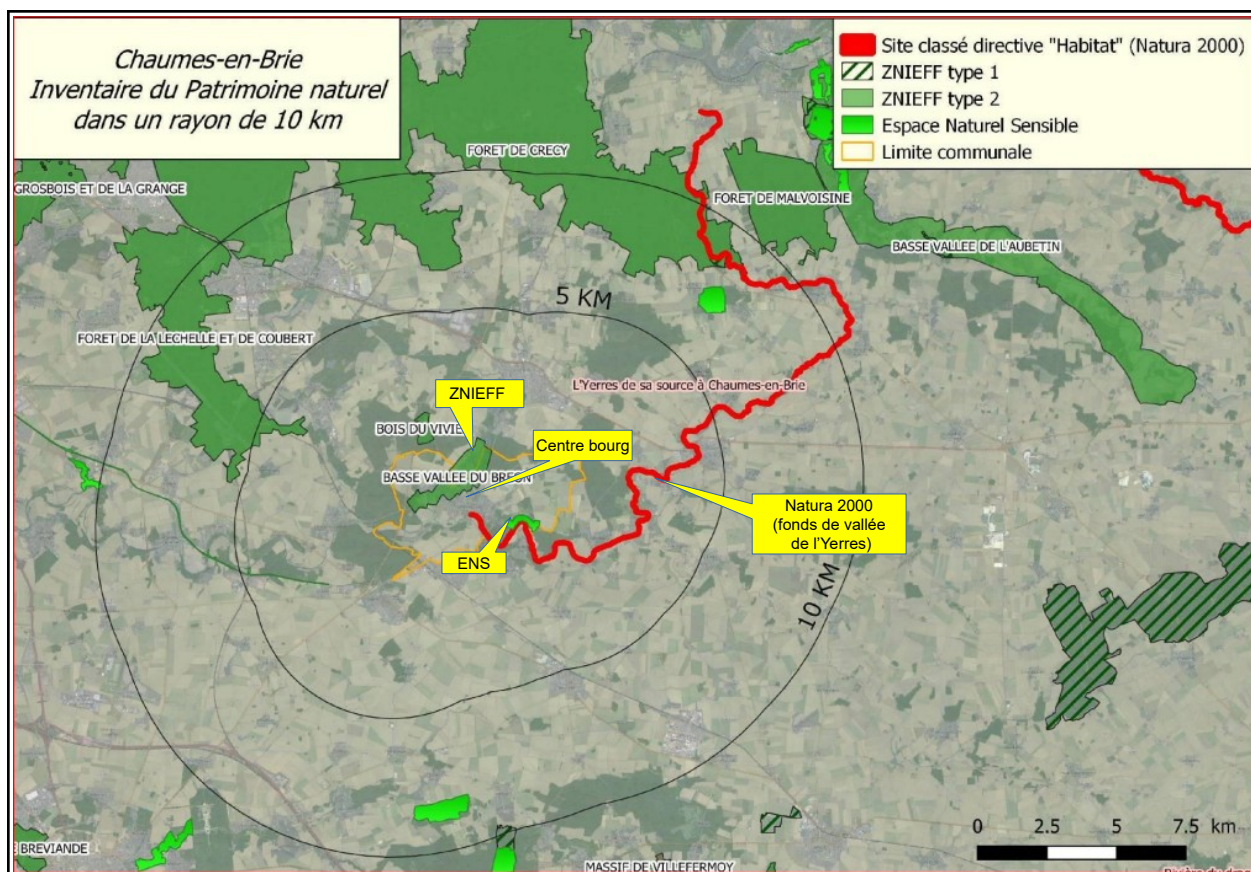 Chaumes-en-Brie
Inventaire du Patrimoine naturel
dans un rayon de 10 km
Site classé directive "Habitat" (Natura 2000)
ZNIEFF type 1
ZNIEFF type 2
Espace Naturel Sensible
Limite communale
FORET DE CRECY
GROSBOIS ET DE LA GRANGE
FORET DE MALVOISINE
BASSE VALLEE DE L'AUBETIN
5 KM
FORET DE LA LECHELLE ET DE COUBERT
L'Yerres de sa source à Chaumes-en-Brie
ZNIEFF
BOIS DU VIVIE
Centre bourg
BASSE VALLEE DU BREON
Natura 2000
(fonds de vallée
de l'Yerres)
ENS
10 KM
0 2.5 5 7.5 km
BREVIANDE
MASSIF DE VILLEFERMOY